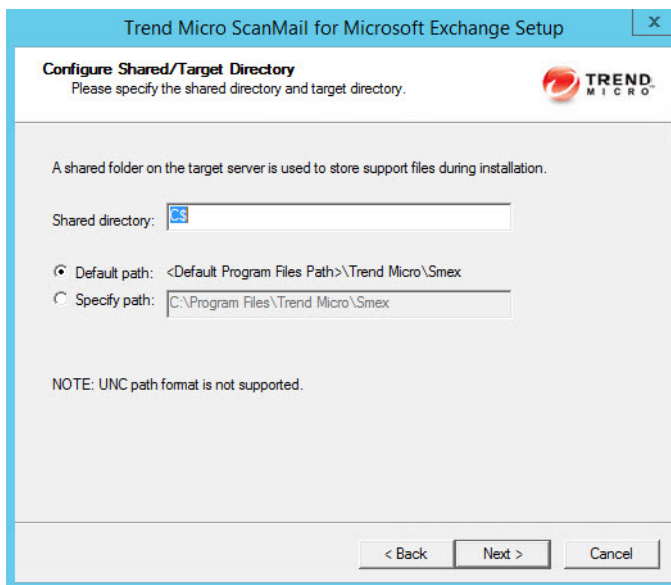 Trend Micro ScanMail for Microsoft Exchange Setup
x
Configure Shared/Target Directory
Please specify the shared directory and target directory.
TREND
MICRO
A shared folder on the target server is used to store support files during installation.
Shared directory: C$
Default path: <Default Program Files Path>\Trend Micro\Smex
Specify path: C:\Program Files\Trend Micro\Smex
NOTE: UNC path format is not supported.
< Back Next > Cancel